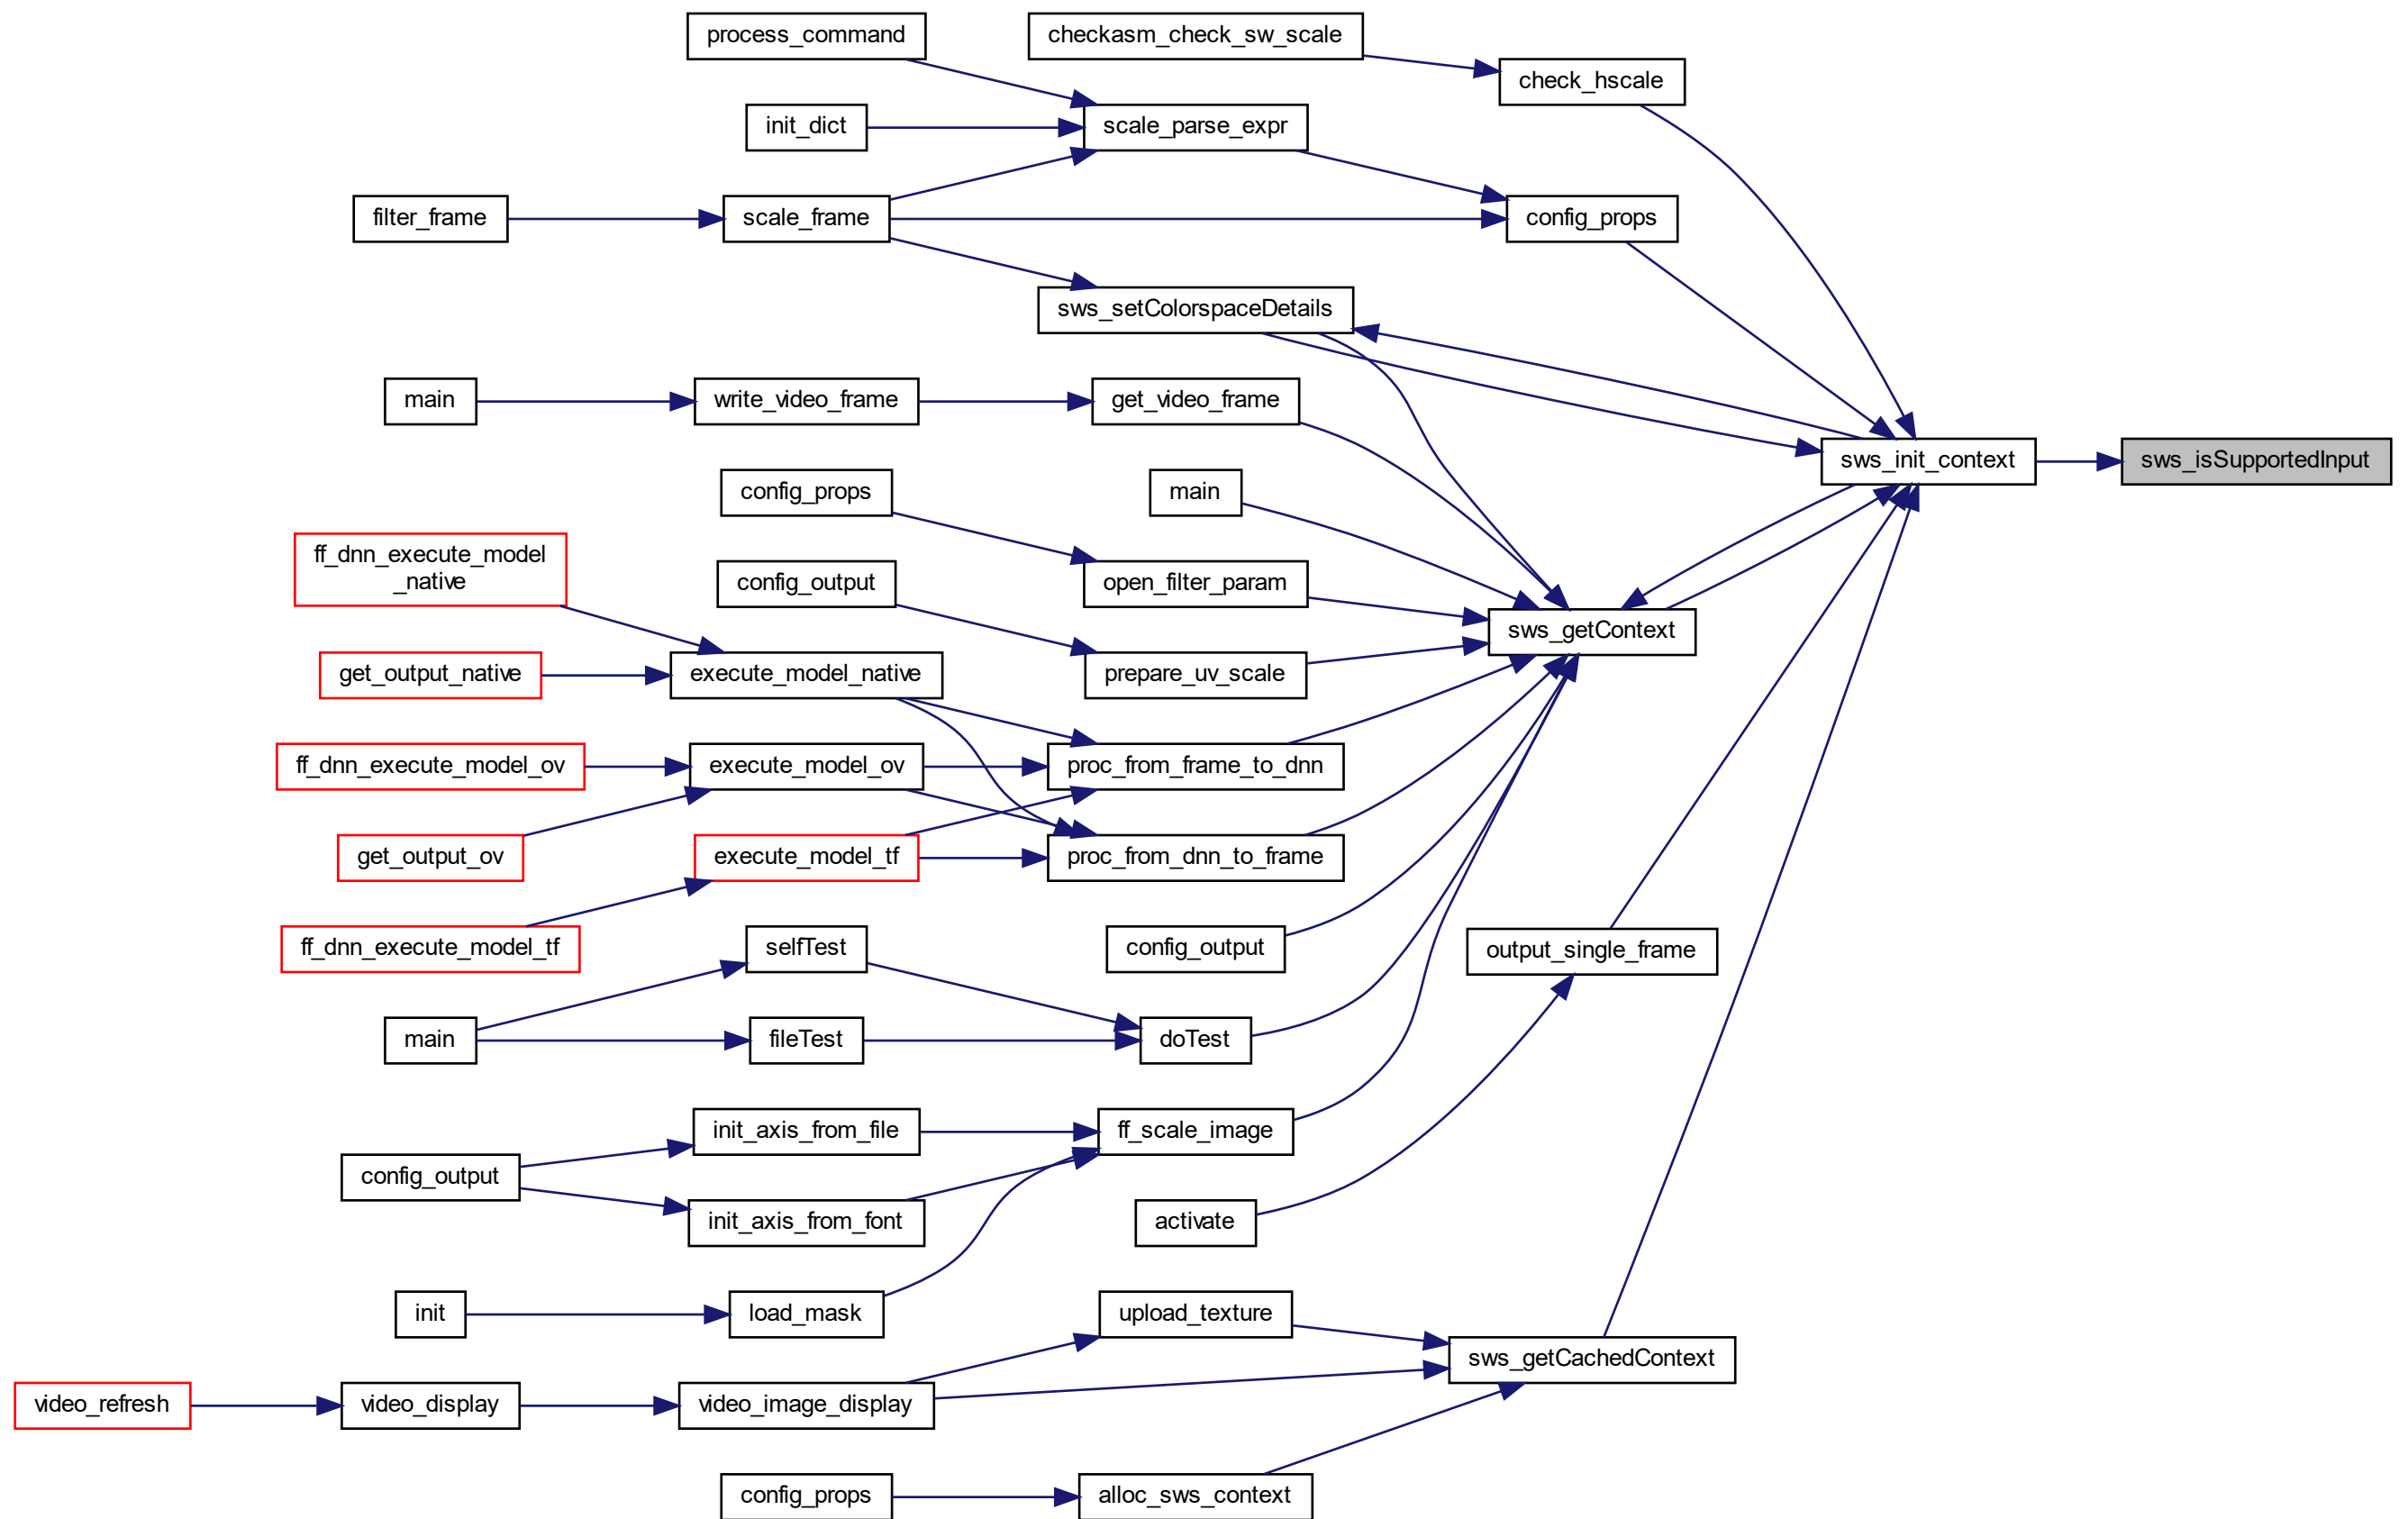 process_command
checkasm_check_sw_scale
check_hscale
init_dict
scale_parse_expr
filter_frame
scale_frame
config_props
sws_setColorspaceDetails
main
write_video_frame
get_video_frame
sws_init_context
sws_isSupportedInput
config_props
main
ff_dnn_execute_model
_native
config_output
open_filter_param
sws_getContext
get_output_native
execute_model_native
prepare_uv_scale
ff_dnn_execute_model_ov
execute_model_ov
proc_from_frame_to_dnn
get_output_ov
execute_model_tf
proc_from_dnn_to_frame
ff_dnn_execute_model_tf
selfTest
config_output
output_single_frame
main
fileTest
doTest
init_axis_from_file
ff_scale_image
config_output
init_axis_from_font
activate
init
load_mask
upload_texture
sws_getCachedContext
video_refresh
video_display
video_image_display
config_props
alloc_sws_context